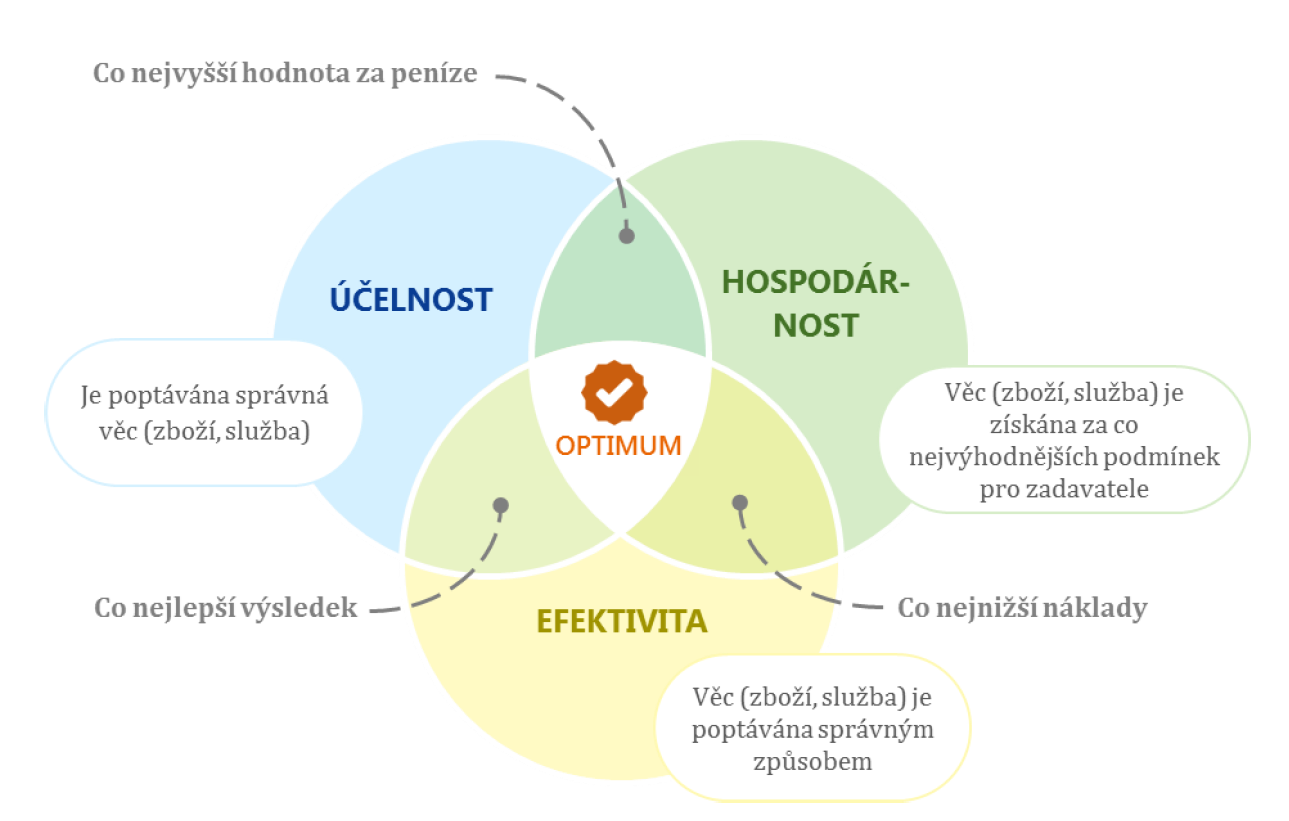 Co nejvyšší hodnota za peníze
ÚČELNOST
HOSPODÁR-
NOST
Je poptávána správná
věc (zboží, služba)
OPTIMUM
Věc (zboží, služba) je
získána za co
nejvýhodnějších podmínek
pro zadavatele
Co nejlepší výsledek
EFEKTIVITA
Co nejnižší náklady
Věc (zboží, služba) je
poptávána správným
způsobem